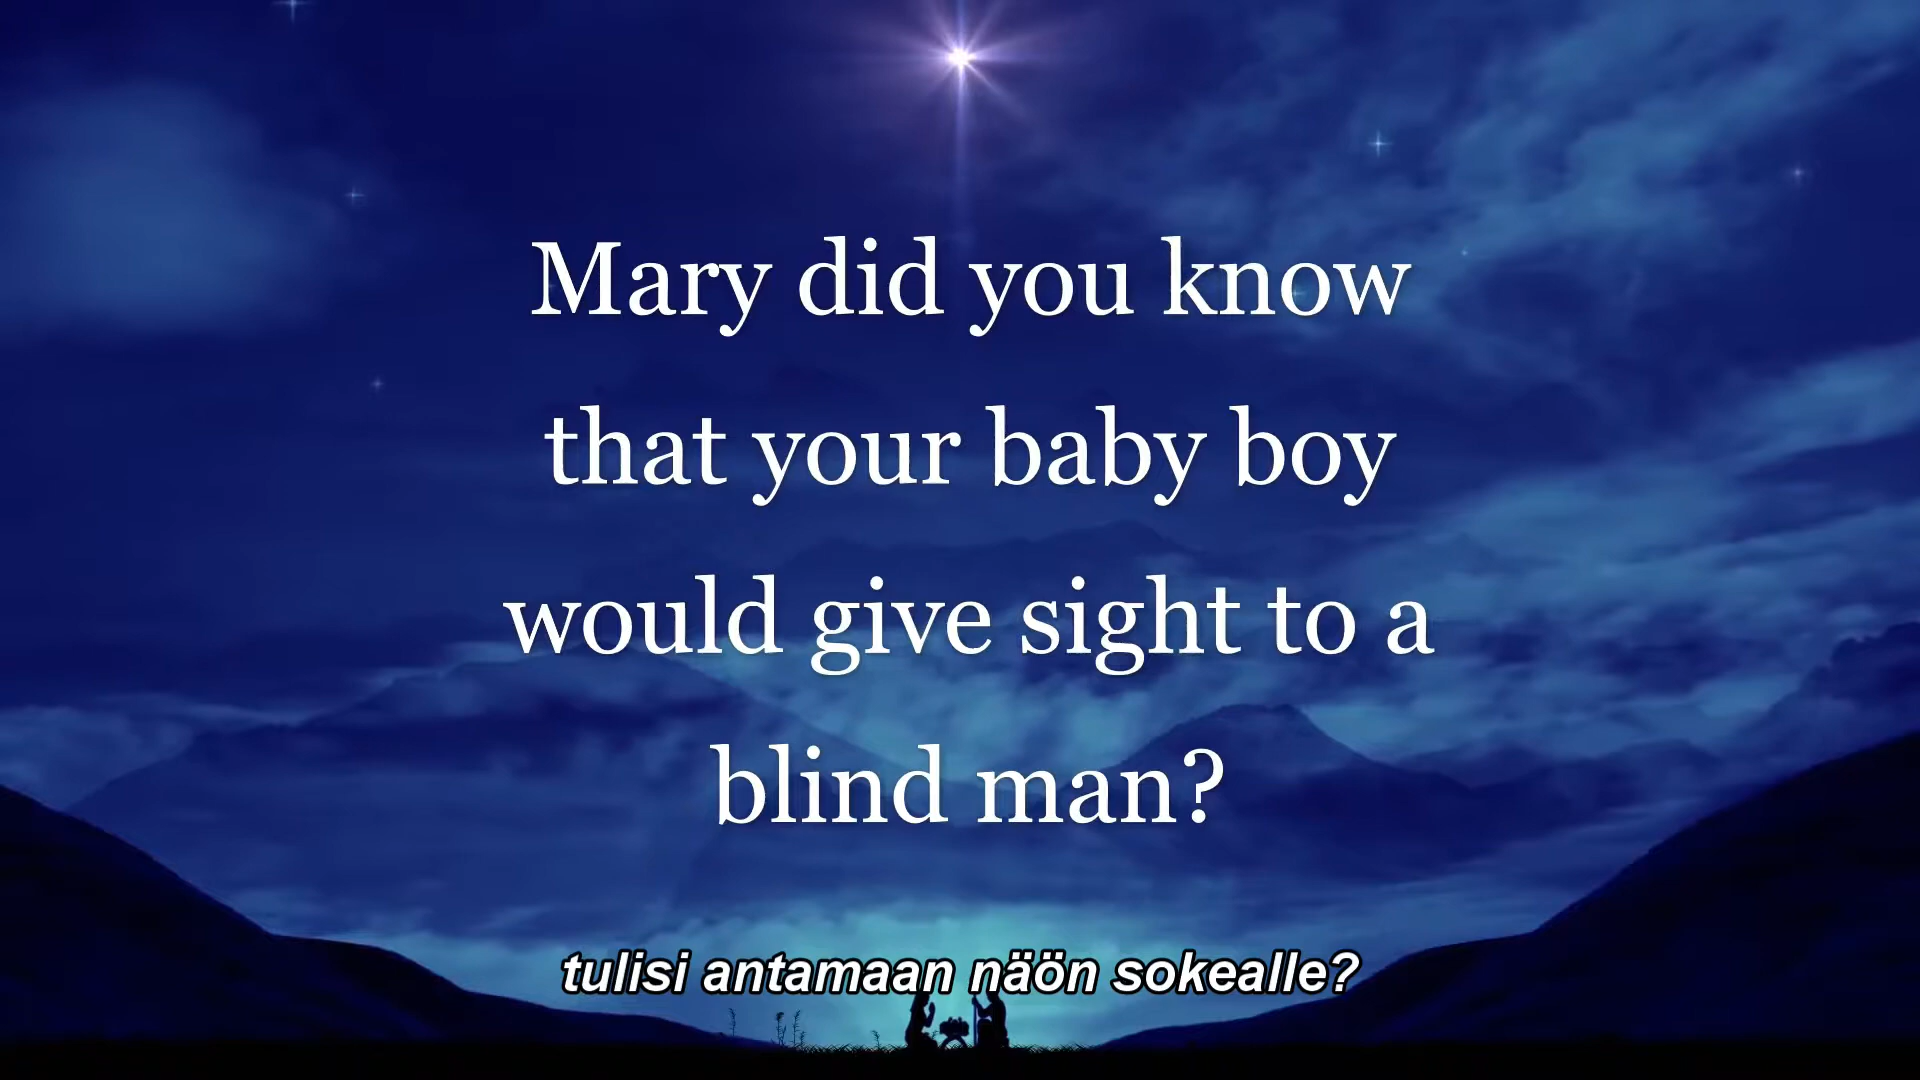 Mary did you know
that your baby boy
would give sight to a
blind man?
tulisi antamaan näön sokealle?